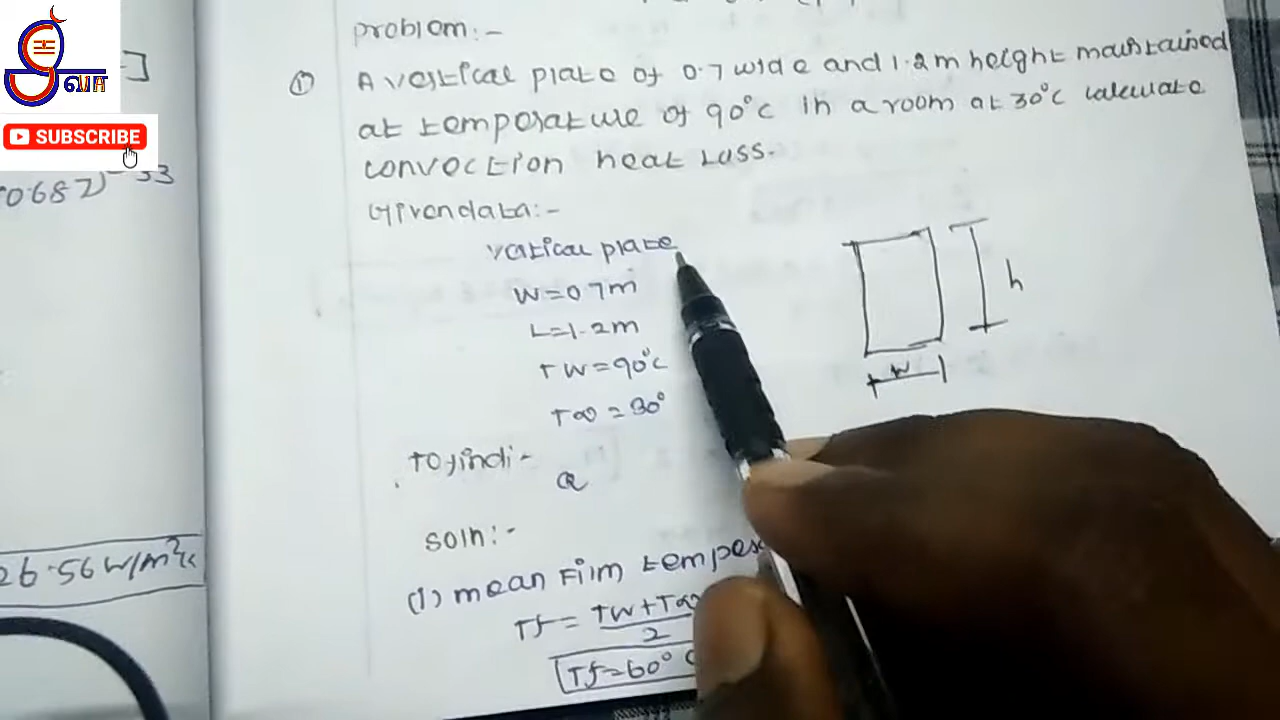 வா
SUBSCRIBE
0.687)^.33
26.56 W/m²k
Problem:-
① A vertical plate of 0.7 wide and 1.2m height maintained
at temperature of 90°C in a room at 30°C calculate
convection heat Loss.
Given data:-
vertical plate
W=0.7m
L=1.2m
TW=90°C
T∞=30°
h
W
To find:-
Q
Soln:-
(1) mean Film
Tf = TW+T∞
2
Tf=60°C